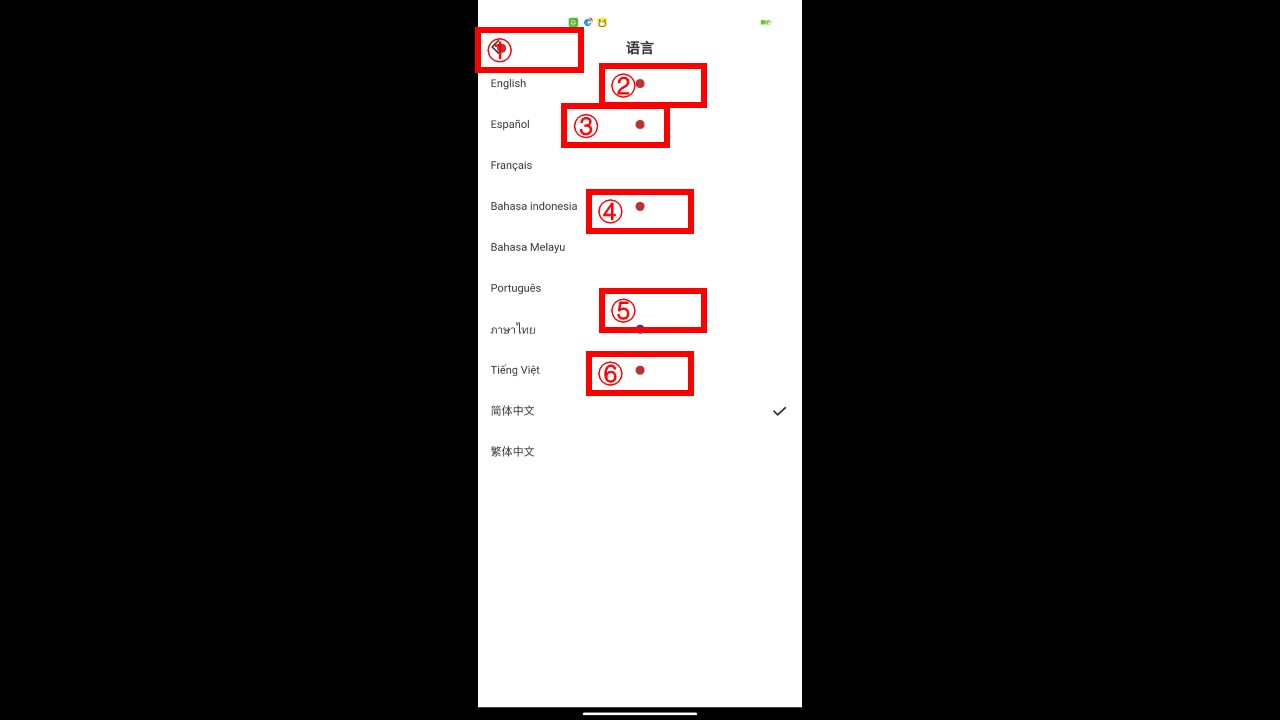 语言
①
English
②
Español
③
Français
Bahasa indonesia
④
Bahasa Melayu
Português
⑤
ภาษาไทย
Tiếng Việt
⑥
简体中文
繁体中文